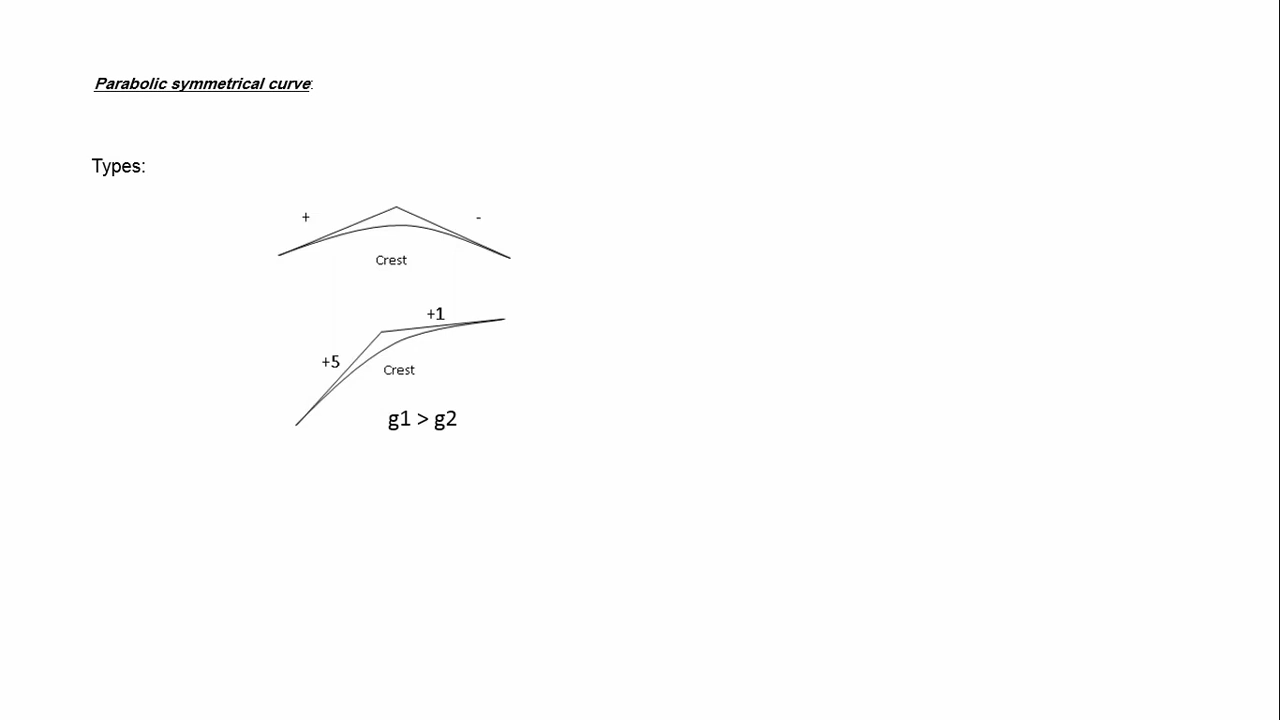 Parabolic symmetrical curve:
Types:
+ -
Crest
+1
+5
Crest
g1 > g2